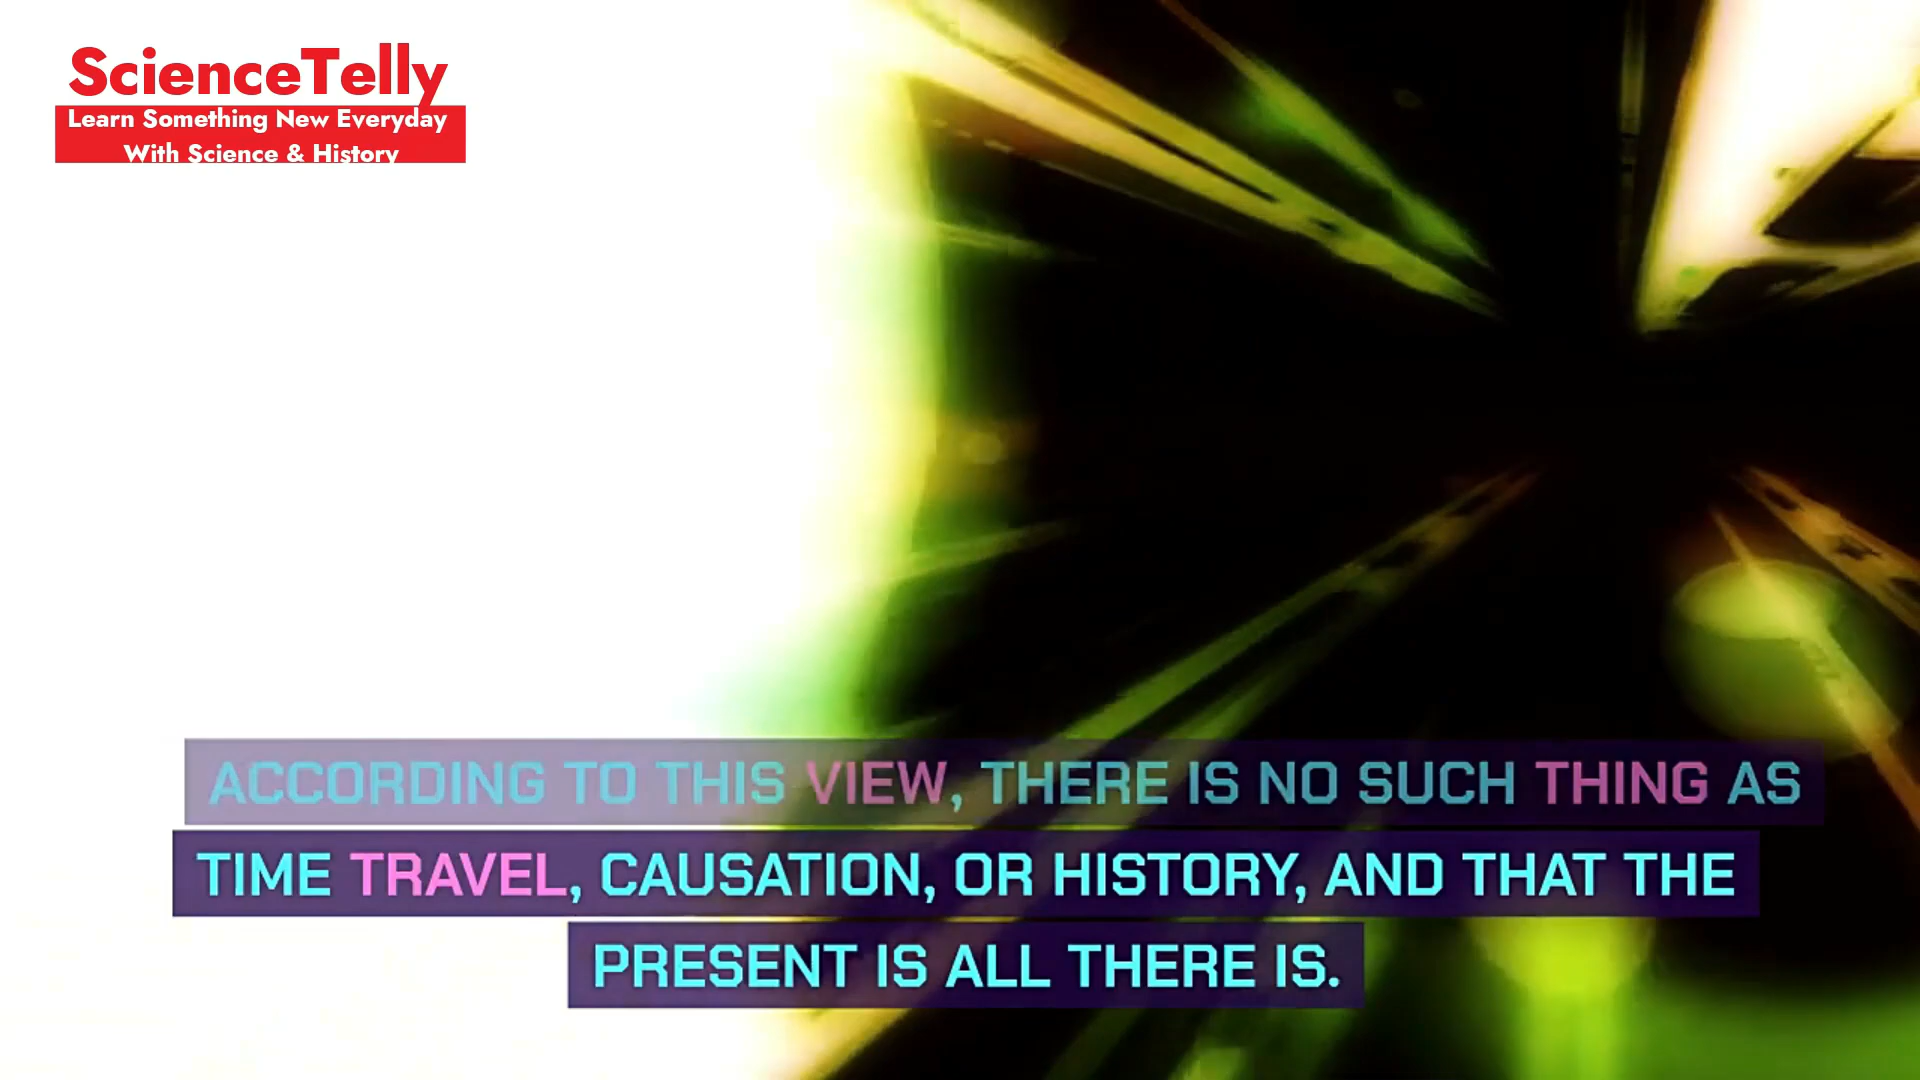 ScienceTelly
Learn Something New Everyday
With Science & History
ACCORDING TO THIS VIEW, THERE IS NO SUCH THING AS
TIME TRAVEL, CAUSATION, OR HISTORY, AND THAT THE
PRESENT IS ALL THERE IS.